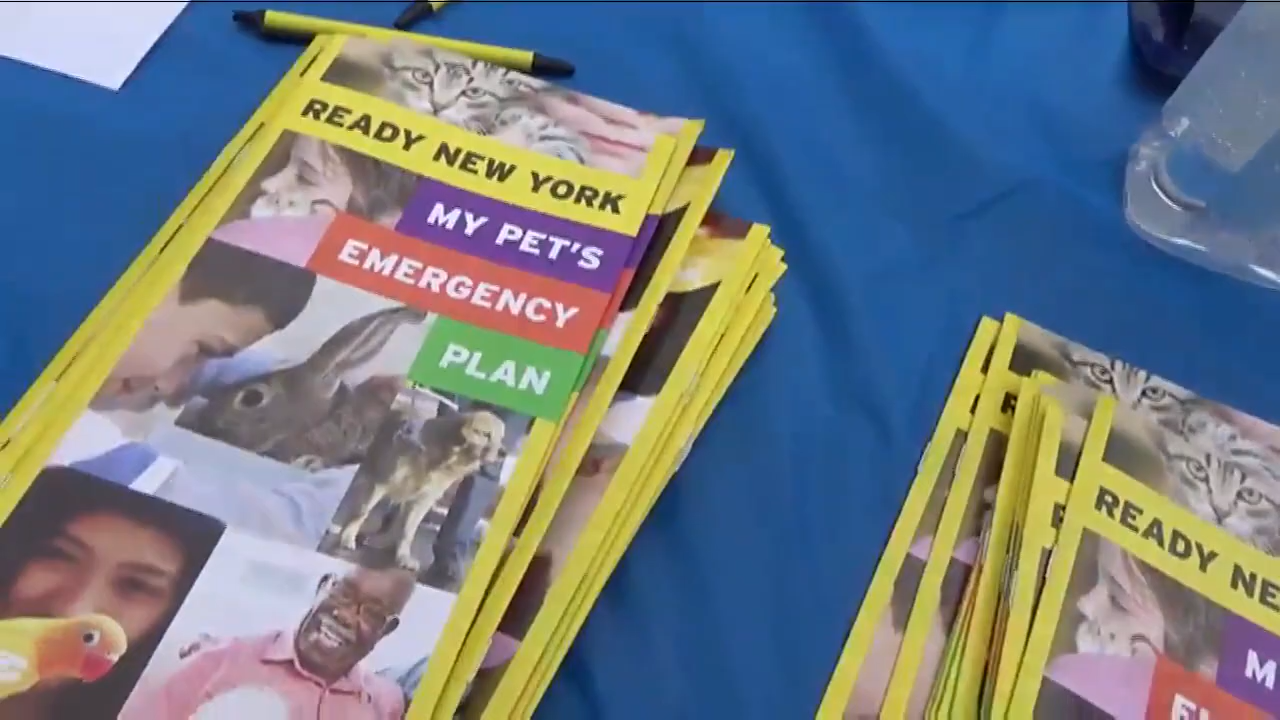 READY NEW YORK
MY PET'S
EMERGENCY
PLAN
READY NE
M